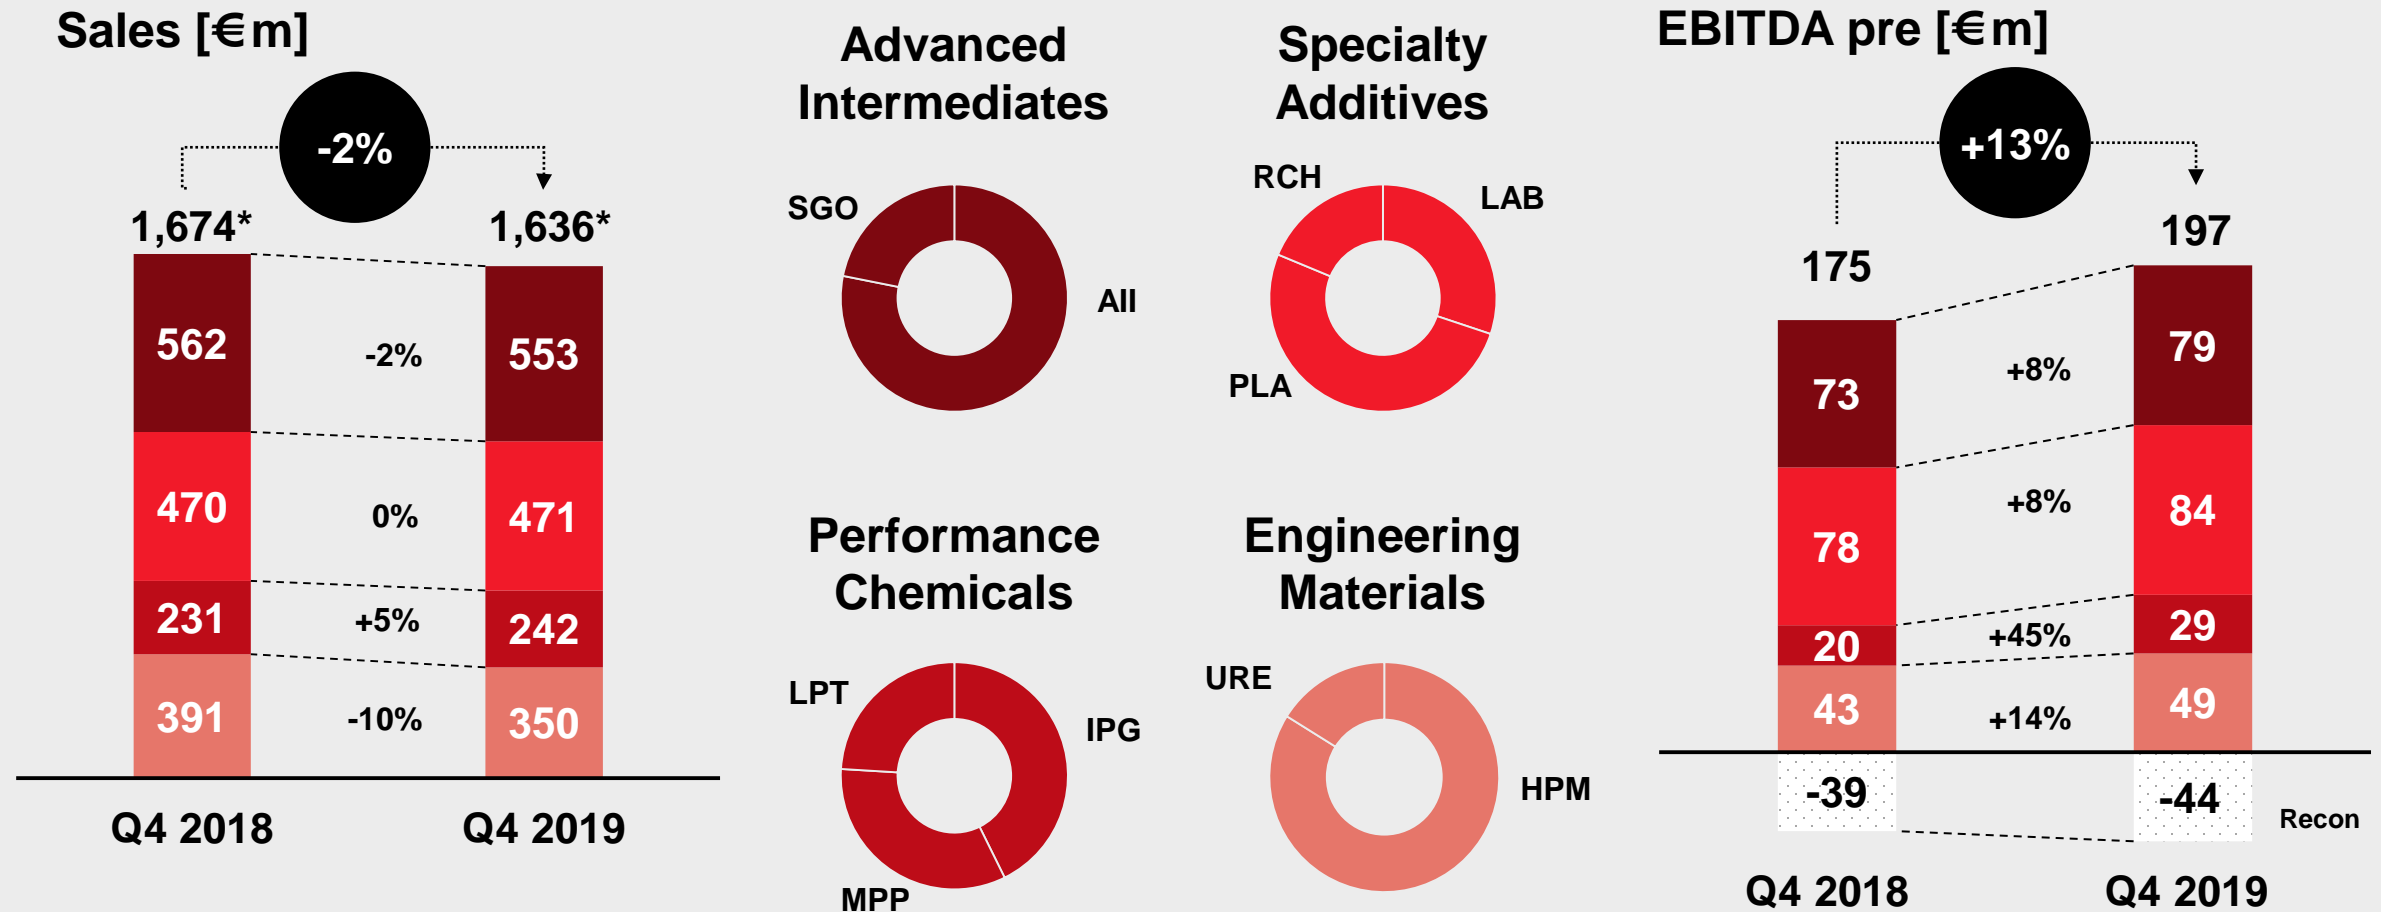 Sales [€m]
-2%
1,674*
1,636*
562
-2%
553
470
0%
471
231
+5%
242
391
-10%
350
Q4 2018
Q4 2019
Advanced
Intermediates
SGO
AII
Specialty
Additives
RCH
LAB
PLA
Performance
Chemicals
LPT
IPG
MPP
Engineering
Materials
URE
HPM
EBITDA pre [€m]
+13%
175
197
73
+8%
79
78
+8%
84
20
+45%
29
43
+14%
49
-39
-44
Recon
Q4 2018
Q4 2019